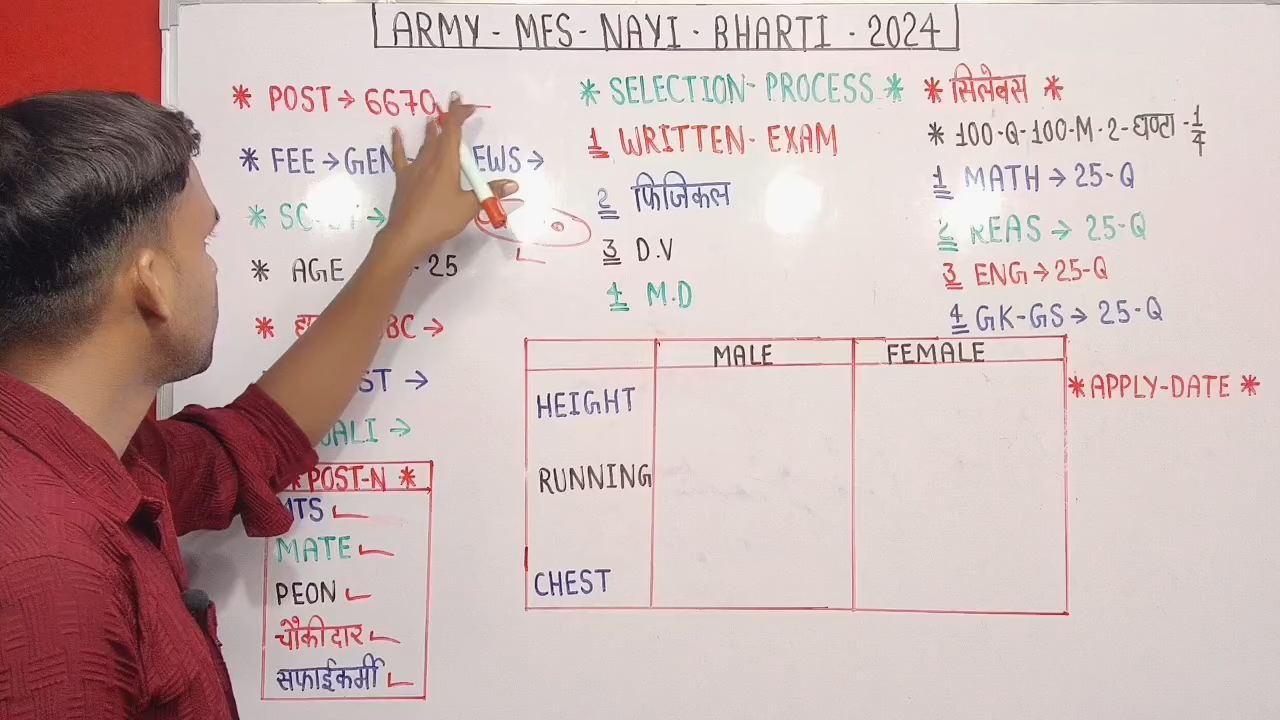 ARMY - MES - NAYI - BHARTI - 2024
* POST → 6670
* FEE → GEN EWS →
* SC
* AGE - 25
* BC →
ST →
QUALI →
* POST-N *
MTS
MATE
PEON
चौकीदार
सफाईकर्मी
* SELECTION - PROCESS *
1 WRITTEN - EXAM
2 फिजिकल
3 D.V
4 M.D
* सिलेबस *
* 100-Q-100-M-2-घण्टा-1/4
1 MATH → 25-Q
2 REAS → 25-Q
3 ENG → 25-Q
4 GK-GS → 25-Q
MALE FEMALE
HEIGHT
RUNNING
CHEST
* APPLY-DATE *